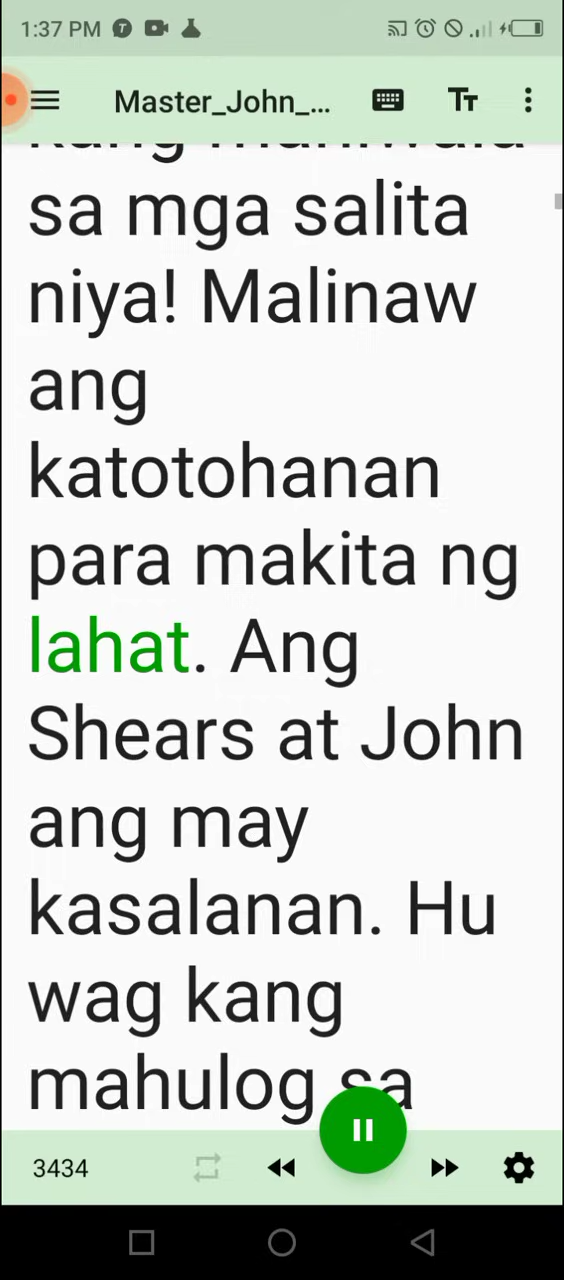 1:37 PM
Master_John_...
TT
sa mga salita
niya! Malinaw
ang
katotohanan
para makita ng
lahat. Ang
Shears at John
ang may
kasalanan. Hu
wag kang
mahulog sa
3434